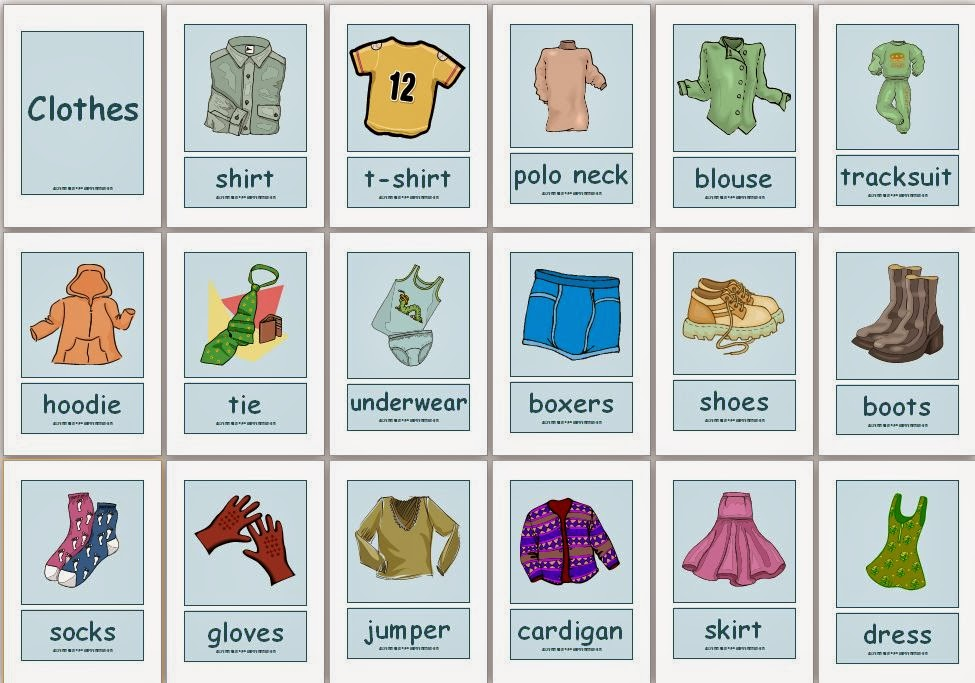 Clothes
shirt
12
t-shirt
polo neck
blouse
tracksuit
hoodie
tie
underwear
boxers
shoes
boots
socks
gloves
jumper
cardigan
skirt
dress